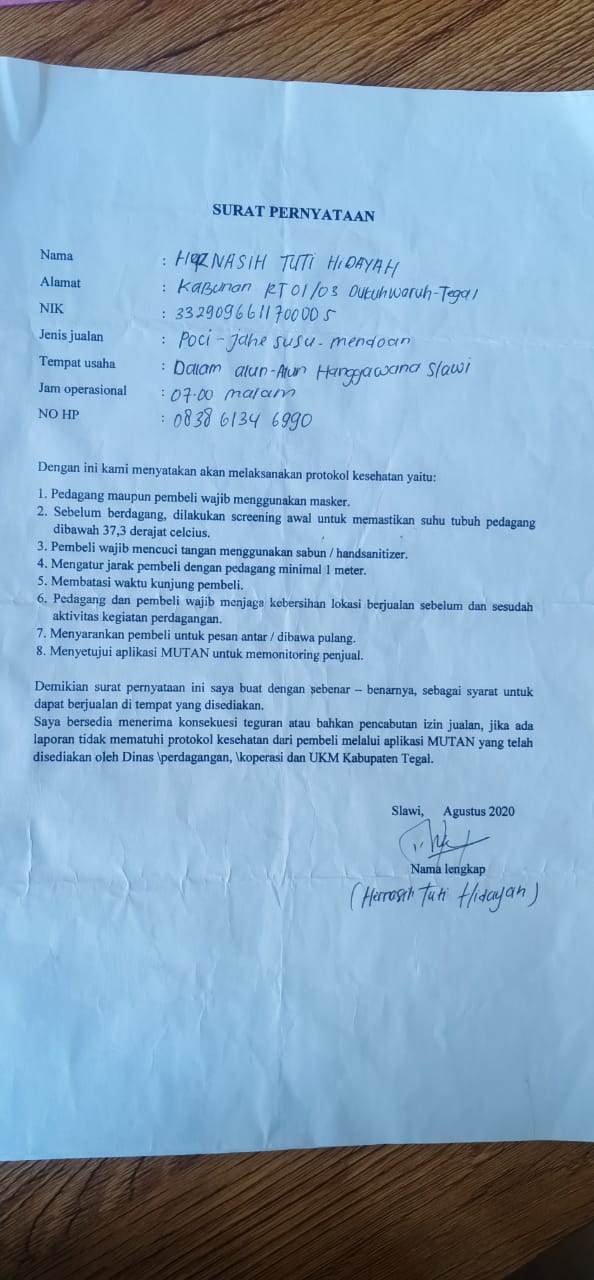 SURAT PERNYATAAN
Nama : HERNASIH TUTI HIDAYAH
Alamat : Kabunan RT 01/03 Dukuhwaruh-Tegal
NIK : 3329096611700005
Jenis jualan : Poci - Jahe susu - mendoan
Tempat usaha : Dalam alun-Alun Hanggawana Slawi
Jam operasional : 07.00 malam
NO HP : 0838 6134 6990
Dengan ini kami menyatakan akan melaksanakan protokol kesehatan yaitu:
1. Pedagang maupun pembeli wajib menggunakan masker.
2. Sebelum berdagang, dilakukan screening awal untuk memastikan suhu tubuh pedagang
dibawah 37,3 derajat celcius.
3. Pembeli wajib mencuci tangan menggunakan sabun / handsanitizer.
4. Mengatur jarak pembeli dengan pedagang minimal 1 meter.
5. Membatasi waktu kunjung pembeli.
6. Pedagang dan pembeli wajib menjaga kebersihan lokasi berjualan sebelum dan sesudah
aktivitas kegiatan perdagangan.
7. Menyarankan pembeli untuk pesan antar / dibawa pulang.
8. Menyetujui aplikasi MUTAN untuk memonitoring penjual.
Demikian surat pernyataan ini saya buat dengan sebenar – benarnya, sebagai syarat untuk
dapat berjualan di tempat yang disediakan.
Saya bersedia menerima konsekuesi teguran atau bahkan pencabutan izin jualan, jika ada
laporan tidak mematuhi protokol kesehatan dari pembeli melalui aplikasi MUTAN yang telah
disediakan oleh Dinas \perdagangan, \koperasi dan UKM Kabupaten Tegal.
Slawi, Agustus 2020
Nama lengkap
(Hernasih Tuti Hidayah)